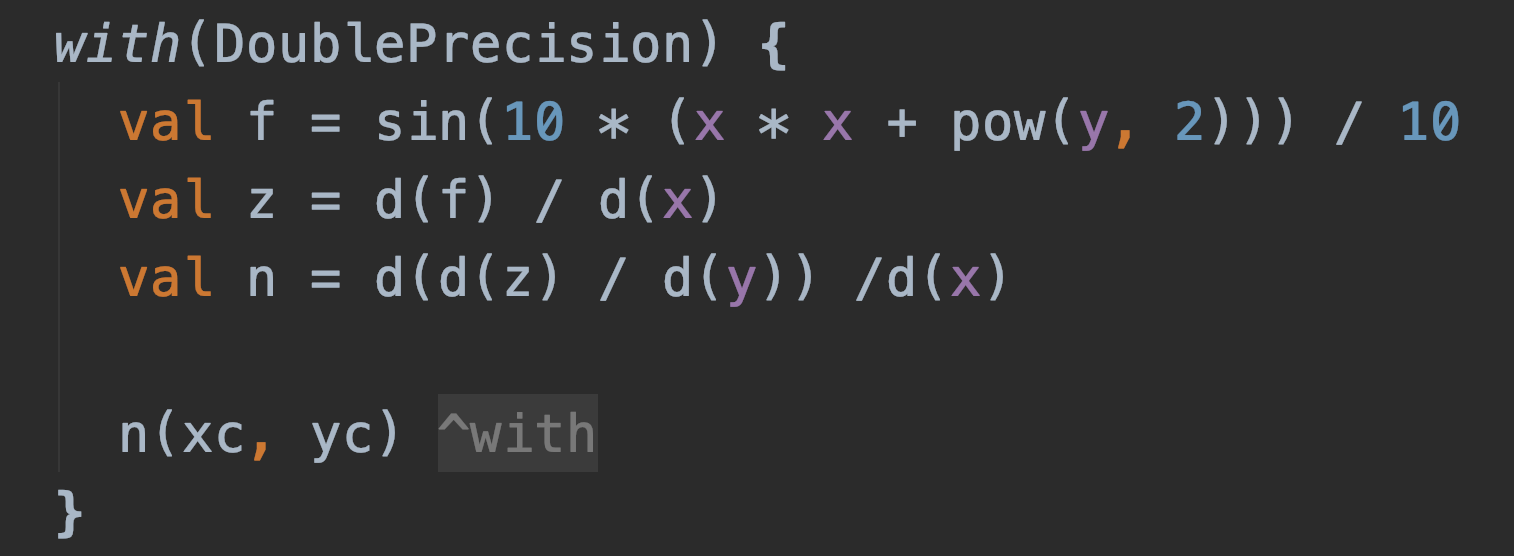 with(DoublePrecision) {
val f = sin(10 * (x * x + pow(y, 2))) / 10
val z = d(f) / d(x)
val n = d(d(z) / d(y)) /d(x)
n(xc, yc) ^with
}